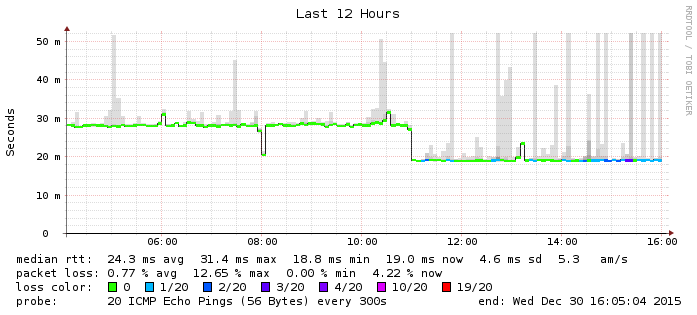 Last 12 Hours
RRDTOOL / TOBI OETIKER
Seconds
50 m
40 m
30 m
20 m
10 m
0
06:00 08:00 10:00 12:00 14:00 16:00
median rtt: 24.3 ms avg 31.4 ms max 18.8 ms min 19.0 ms now 4.6 ms sd 5.3 am/s
packet loss: 0.77 % avg 12.65 % max 0.00 % min 4.22 % now
loss color: 0 1/20 2/20 3/20 4/20 10/20 19/20
probe: 20 ICMP Echo Pings (56 Bytes) every 300s end: Wed Dec 30 16:05:04 2015